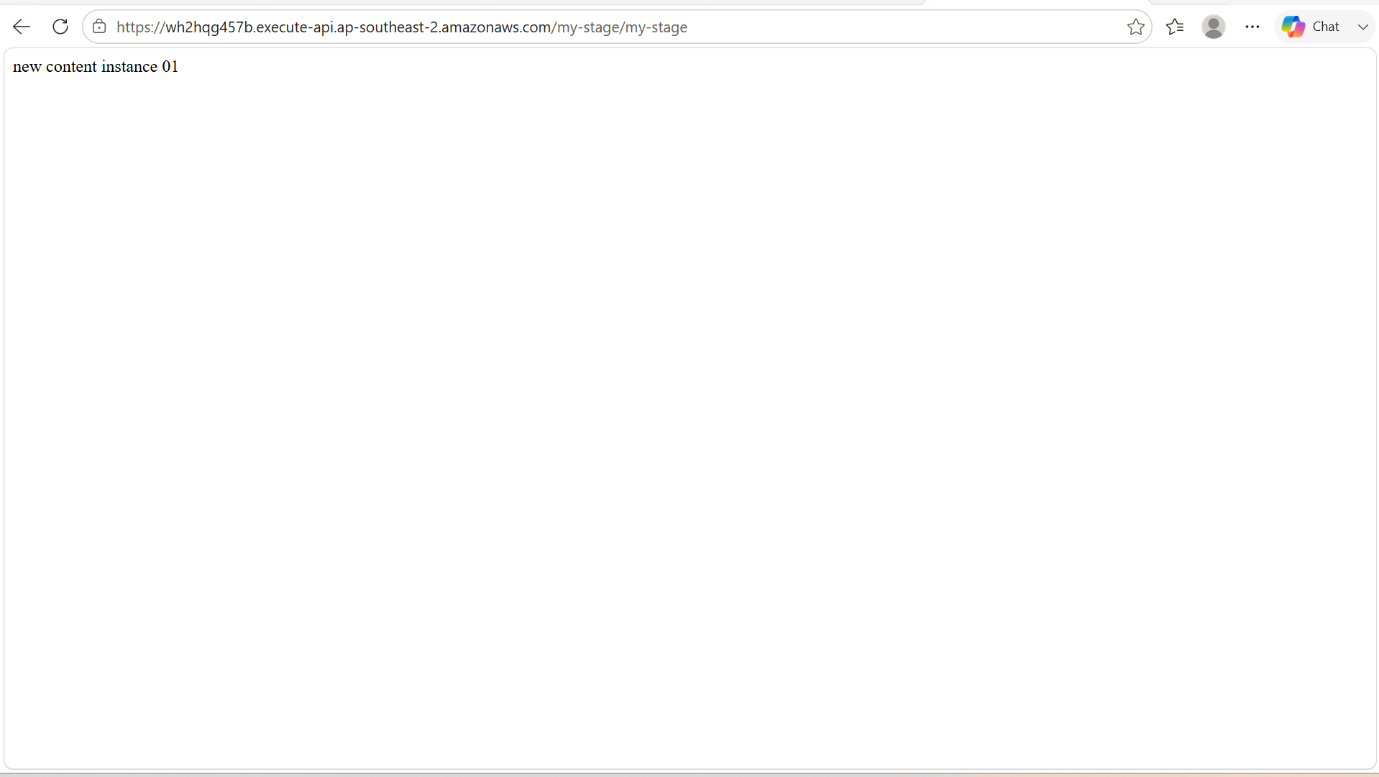 https://wh2hqg457b.execute-api.ap-southeast-2.amazonaws.com/my-stage/my-stage
Chat
new content instance 01